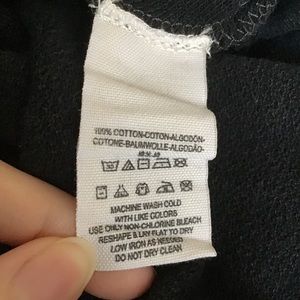 100% COTTON-COTON-ALGODÓN-
COTONE-BAUMWOLLE-ALGODÃO-
MACHINE WASH COLD
WITH LIKE COLORS
USE ONLY NON-CHLORINE BLEACH
RESHAPE & LAY FLAT TO DRY
LOW IRON AS NEEDED
DO NOT DRY CLEAN